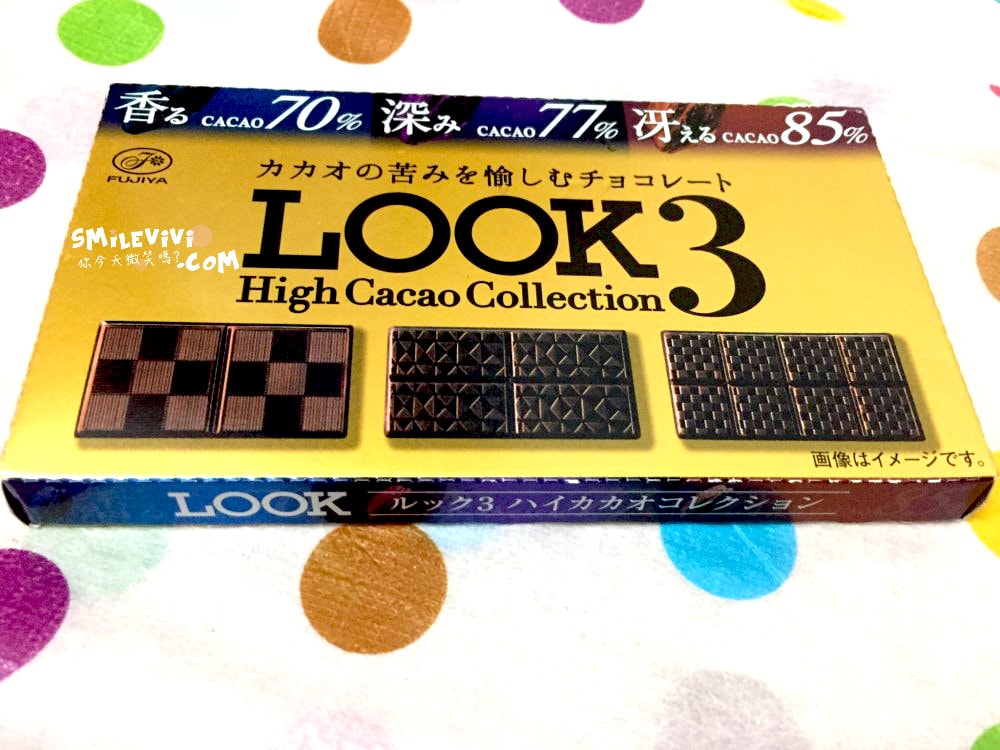 香る CACAO70% 深み CACAO77% 冴える CACAO85%
FUJIYA
カカオの苦みを愉しむチョコレート
LOOK3
High Cacao Collection
SMiLEViVi
你今天微笑嗎?.COM
画像はイメージです。
LOOK ルック3 ハイカカオコレクション